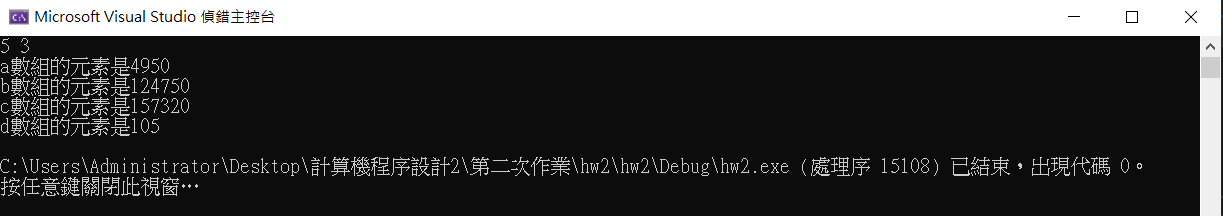 Microsoft Visual Studio 偵錯主控台
5 3
a數組的元素是4950
b數組的元素是124750
c數組的元素是157320
d數組的元素是105
C:\Users\Administrator\Desktop\計算機程序設計2\第二次作業\hw2\hw2\Debug\hw2.exe (處理序 15108) 已結束，出現代碼 0。
按任意鍵關閉此視窗…